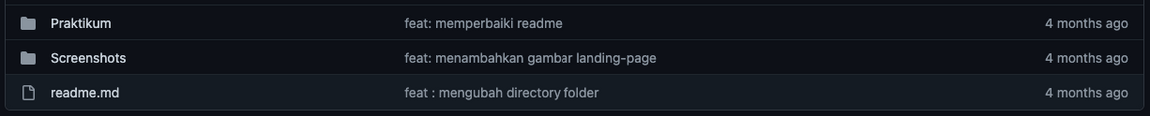 Praktikum feat: memperbaiki readme 4 months ago
Screenshots feat: menambahkan gambar landing-page 4 months ago
readme.md feat : mengubah directory folder 4 months ago